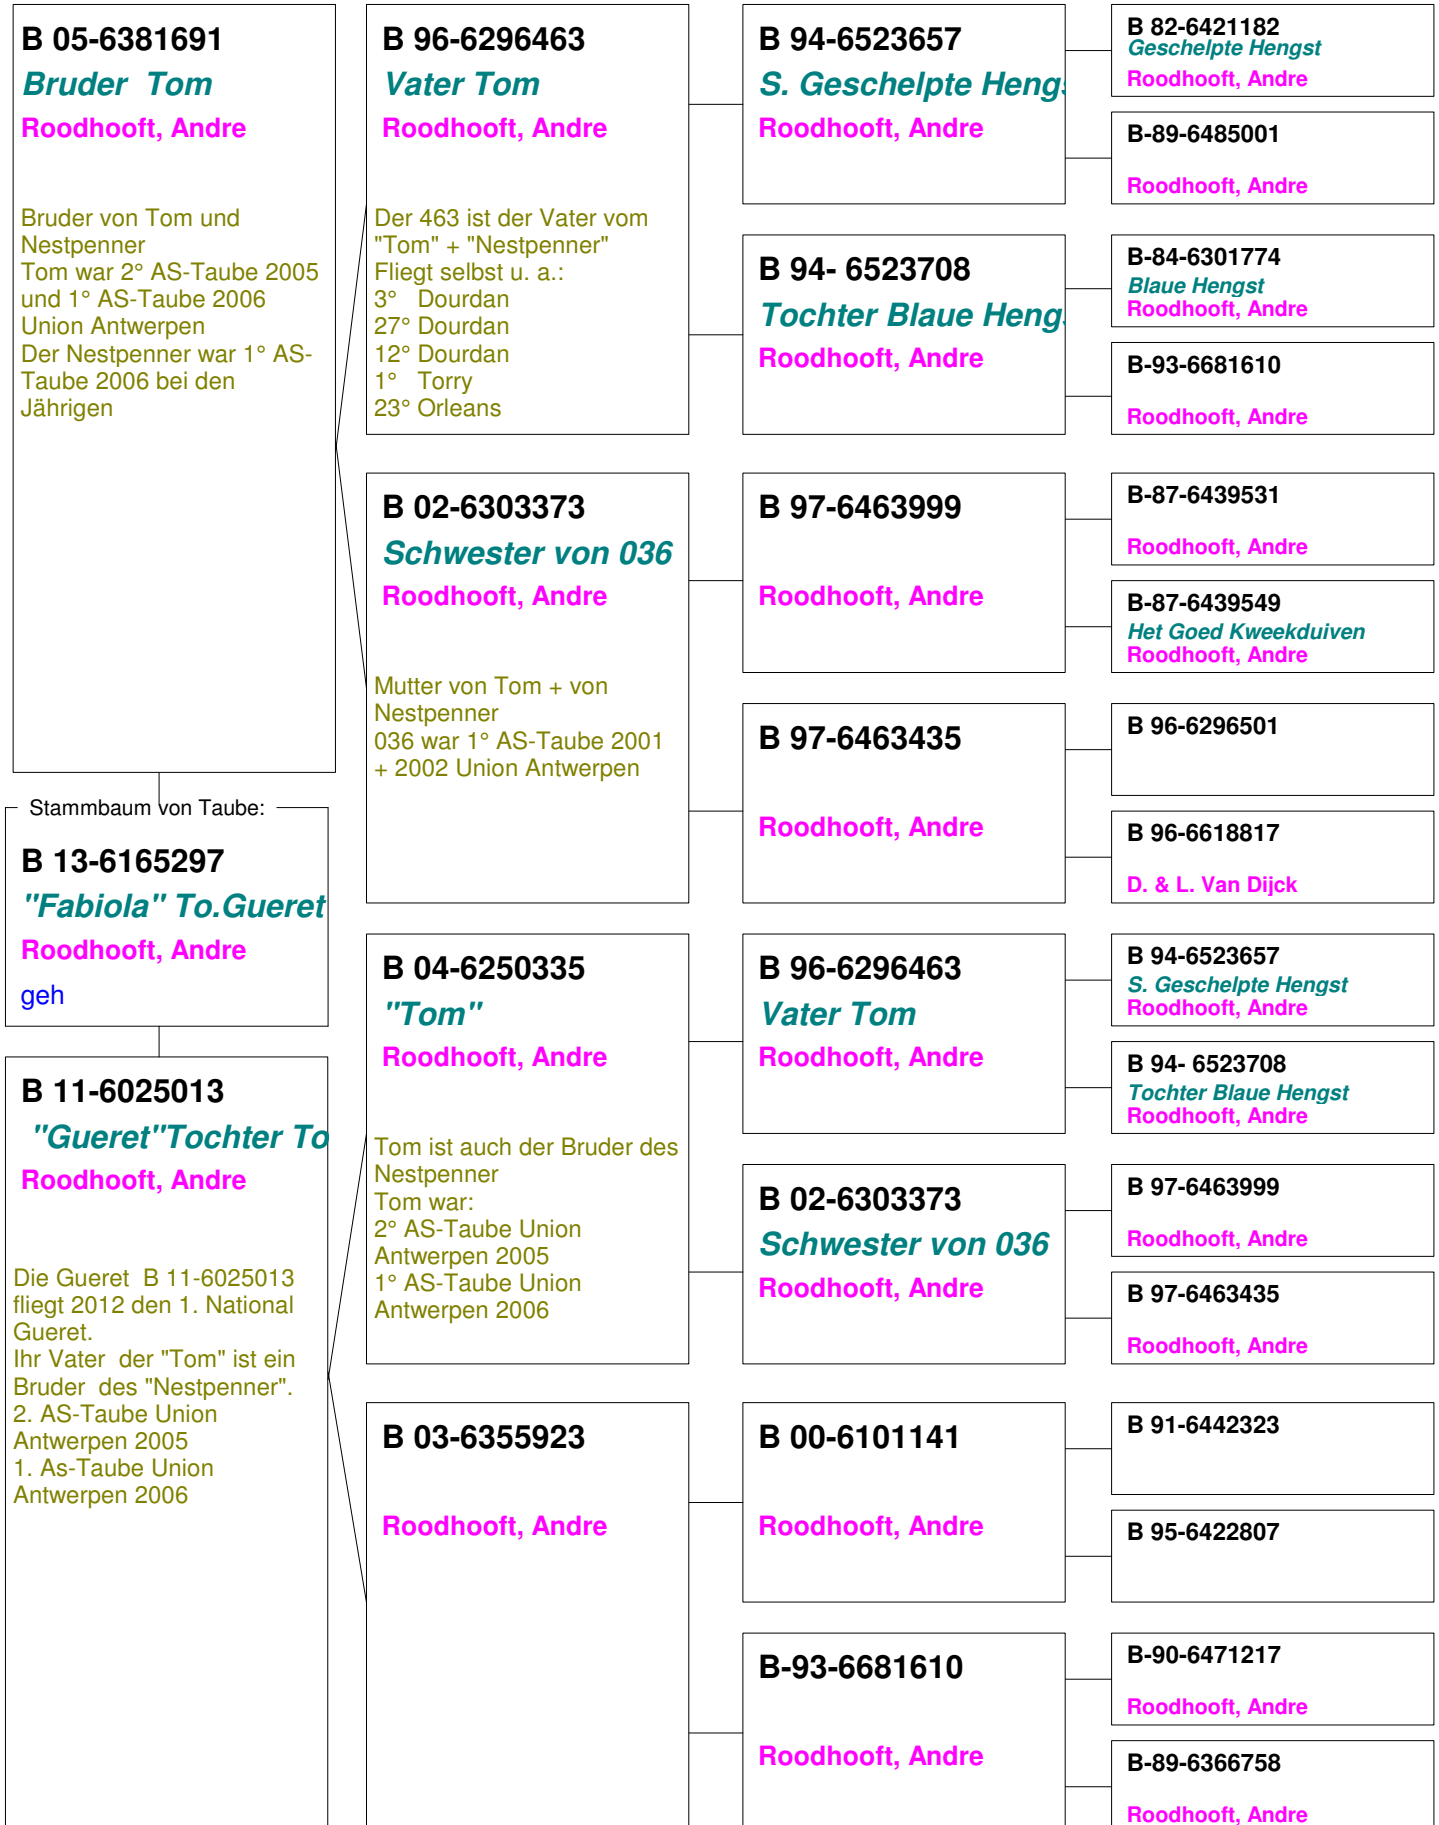 B 05-6381691
Bruder  Tom
Roodhooft, Andre
Bruder von Tom und
Nestpenner
Tom war 2° AS-Taube 2005
und 1° AS-Taube 2006
Union Antwerpen
Der Nestpenner war 1° AS-
Taube 2006 bei den
Jährigen
Stammbaum von Taube:
B 13-6165297
"Fabiola" To.Gueret
Roodhooft, Andre
geh
B 11-6025013
"Gueret"Tochter To
Roodhooft, Andre
Die Gueret  B 11-6025013
fliegt 2012 den 1. National
Gueret.
Ihr Vater  der "Tom" ist ein
Bruder  des "Nestpenner".
2. AS-Taube Union
Antwerpen 2005
1. As-Taube Union
Antwerpen 2006
B 96-6296463
Vater Tom
Roodhooft, Andre
Der 463 ist der Vater vom
"Tom" + "Nestpenner"
Fliegt selbst u. a.:
3°   Dourdan
27° Dourdan
12° Dourdan
1°   Torry
23° Orleans
B 02-6303373
Schwester von 036
Roodhooft, Andre
Mutter von Tom + von
Nestpenner
036 war 1° AS-Taube 2001
+ 2002 Union Antwerpen
B 04-6250335
"Tom"
Roodhooft, Andre
Tom ist auch der Bruder des
Nestpenner
Tom war:
2° AS-Taube Union
Antwerpen 2005
1° AS-Taube Union
Antwerpen 2006
B 03-6355923
Roodhooft, Andre
B 94-6523657
S. Geschelpte Hengs
Roodhooft, Andre
B 94- 6523708
Tochter Blaue Heng
Roodhooft, Andre
B 97-6463999
Roodhooft, Andre
B 97-6463435
Roodhooft, Andre
B 96-6296463
Vater Tom
Roodhooft, Andre
B 02-6303373
Schwester von 036
Roodhooft, Andre
B 00-6101141
Roodhooft, Andre
B-93-6681610
Roodhooft, Andre
B 82-6421182
Geschelpte Hengst
Roodhooft, Andre
B-89-6485001
Roodhooft, Andre
B-84-6301774
Blaue Hengst
Roodhooft, Andre
B-93-6681610
Roodhooft, Andre
B-87-6439531
Roodhooft, Andre
B-87-6439549
Het Goed Kweekduiven
Roodhooft, Andre
B 96-6296501
B 96-6618817
D. & L. Van Dijck
B 94-6523657
S. Geschelpte Hengst
Roodhooft, Andre
B 94- 6523708
Tochter Blaue Hengst
Roodhooft, Andre
B 97-6463999
Roodhooft, Andre
B 97-6463435
Roodhooft, Andre
B 91-6442323
B 95-6422807
B-90-6471217
Roodhooft, Andre
B-89-6366758
Roodhooft, Andre